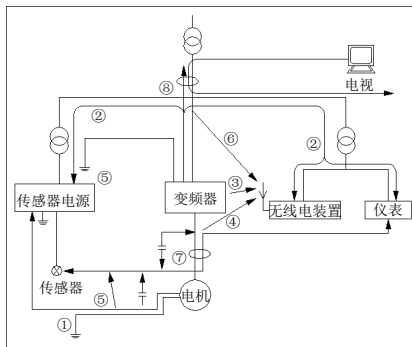 电视
⑧
②
②
⑥
⑤
③
传感器电源
变频器
无线电装置
仪表
④
⑦
传感器
⑤
电机
①